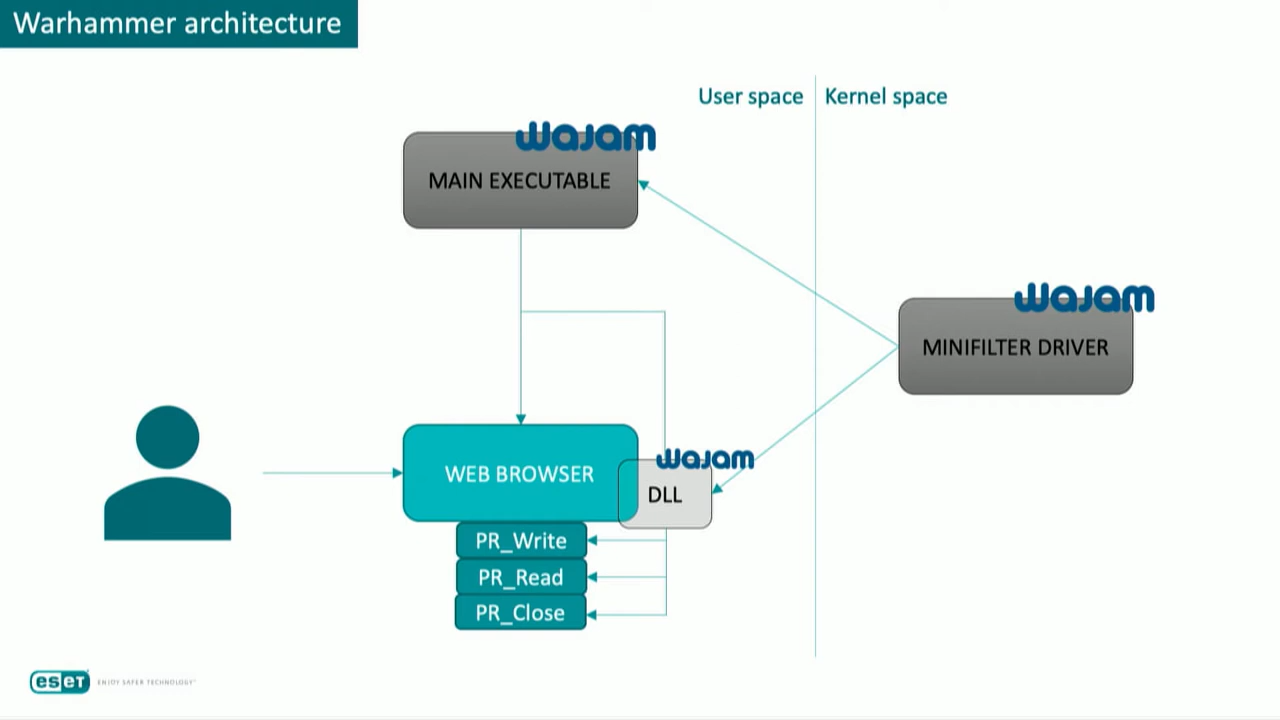 Warhammer architecture
User space
Kernel space
wajam
MAIN EXECUTABLE
wajam
MINIFILTER DRIVER
WEB BROWSER
wajam
DLL
PR_Write
PR_Read
PR_Close
eset
ENJOY SAFER TECHNOLOGY™